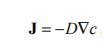 J = −D∇c